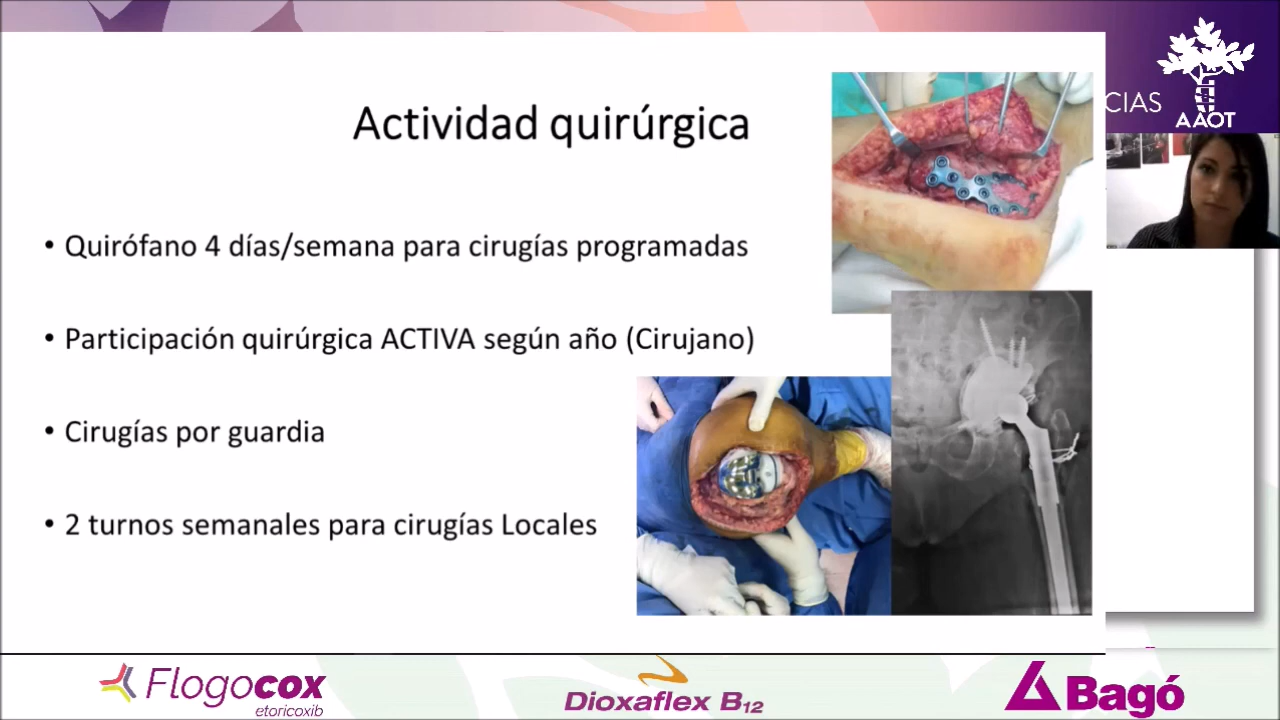 Actividad quirúrgica
• Quirófano 4 días/semana para cirugías programadas
• Participación quirúrgica ACTIVA según año (Cirujano)
• Cirugías por guardia
• 2 turnos semanales para cirugías Locales
CIAS
AAOT
Flogocox
etoricoxib
Dioxaflex B12
Bagó